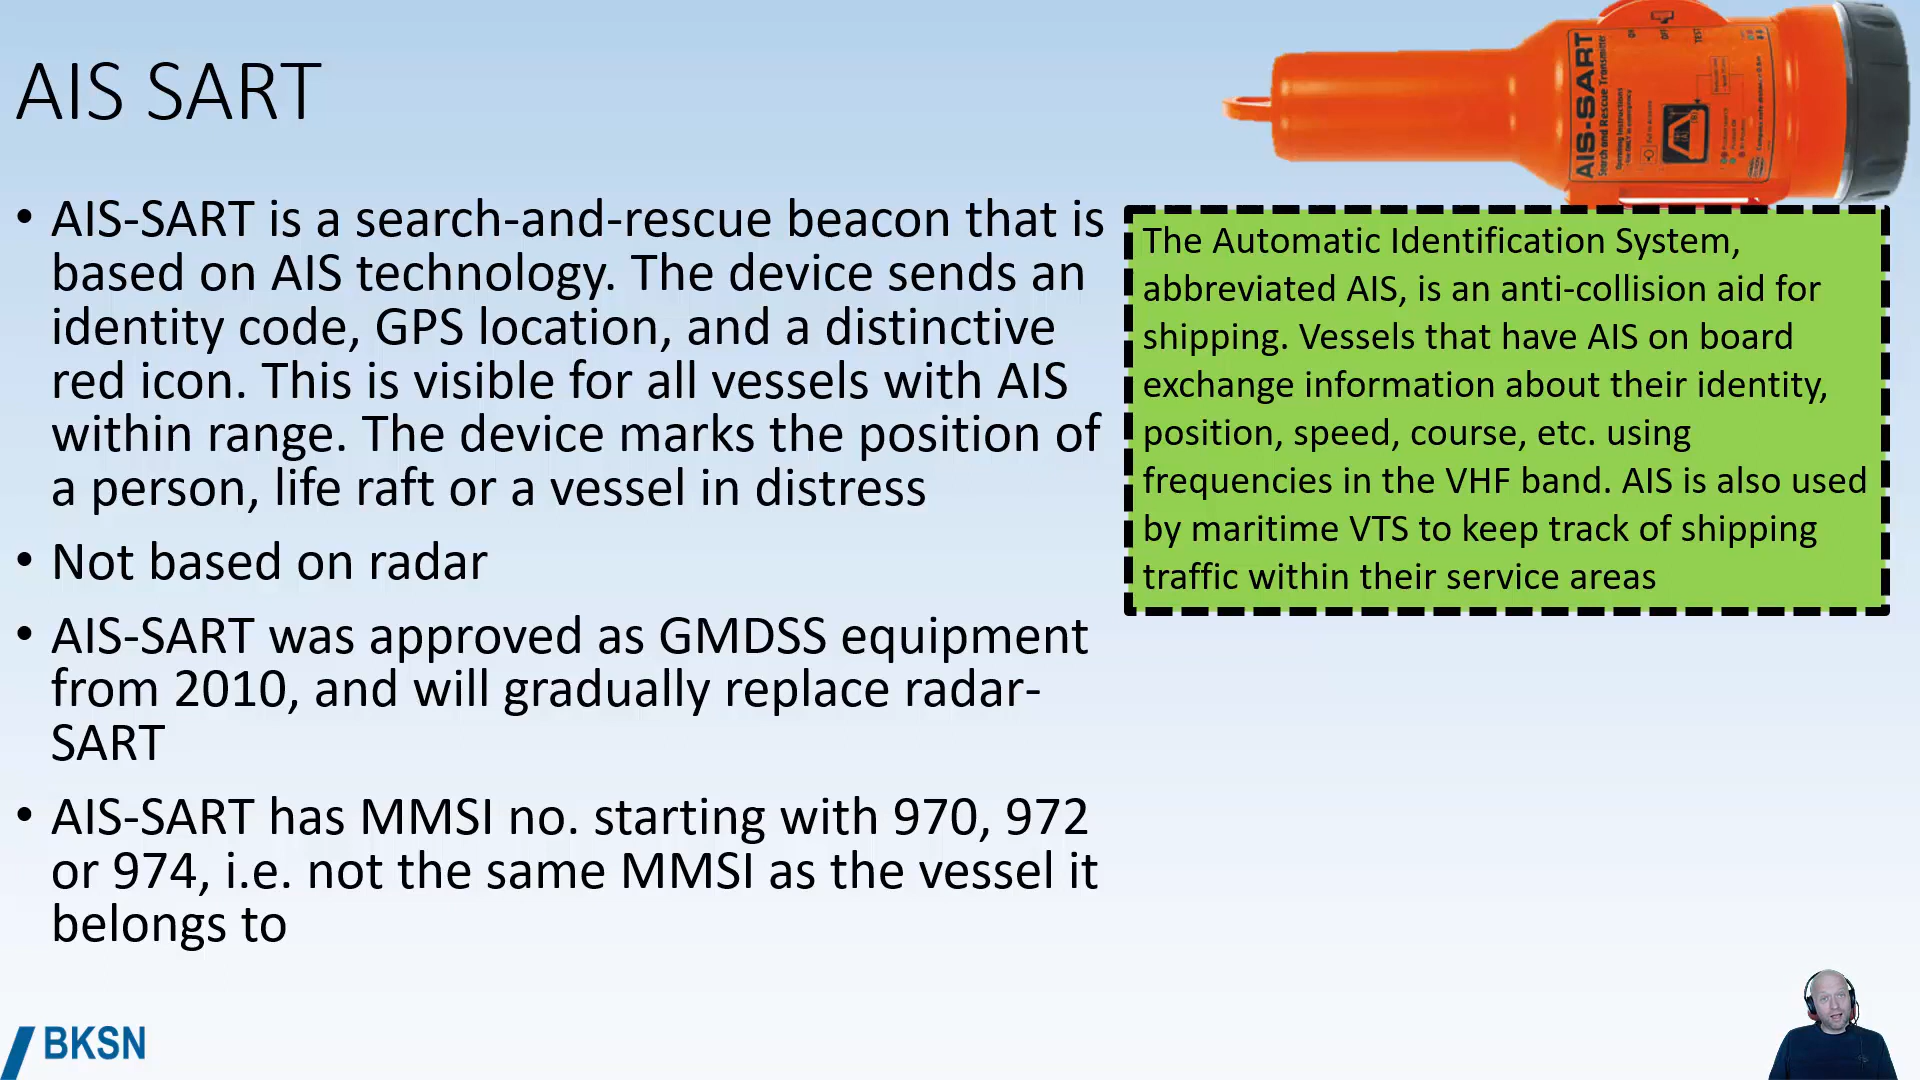 AIS SART
• AIS-SART is a search-and-rescue beacon that is
based on AIS technology. The device sends an
identity code, GPS location, and a distinctive
red icon. This is visible for all vessels with AIS
within range. The device marks the position of
a person, life raft or a vessel in distress
• Not based on radar
• AIS-SART was approved as GMDSS equipment
from 2010, and will gradually replace radar-
SART
• AIS-SART has MMSI no. starting with 970, 972
or 974, i.e. not the same MMSI as the vessel it
belongs to
AIS-SART
Search and Rescue Transmitter
Operating Instructions
ON
OFF
TEST
The Automatic Identification System,
abbreviated AIS, is an anti-collision aid for
shipping. Vessels that have AIS on board
exchange information about their identity,
position, speed, course, etc. using
frequencies in the VHF band. AIS is also used
by maritime VTS to keep track of shipping
traffic within their service areas
BKSN